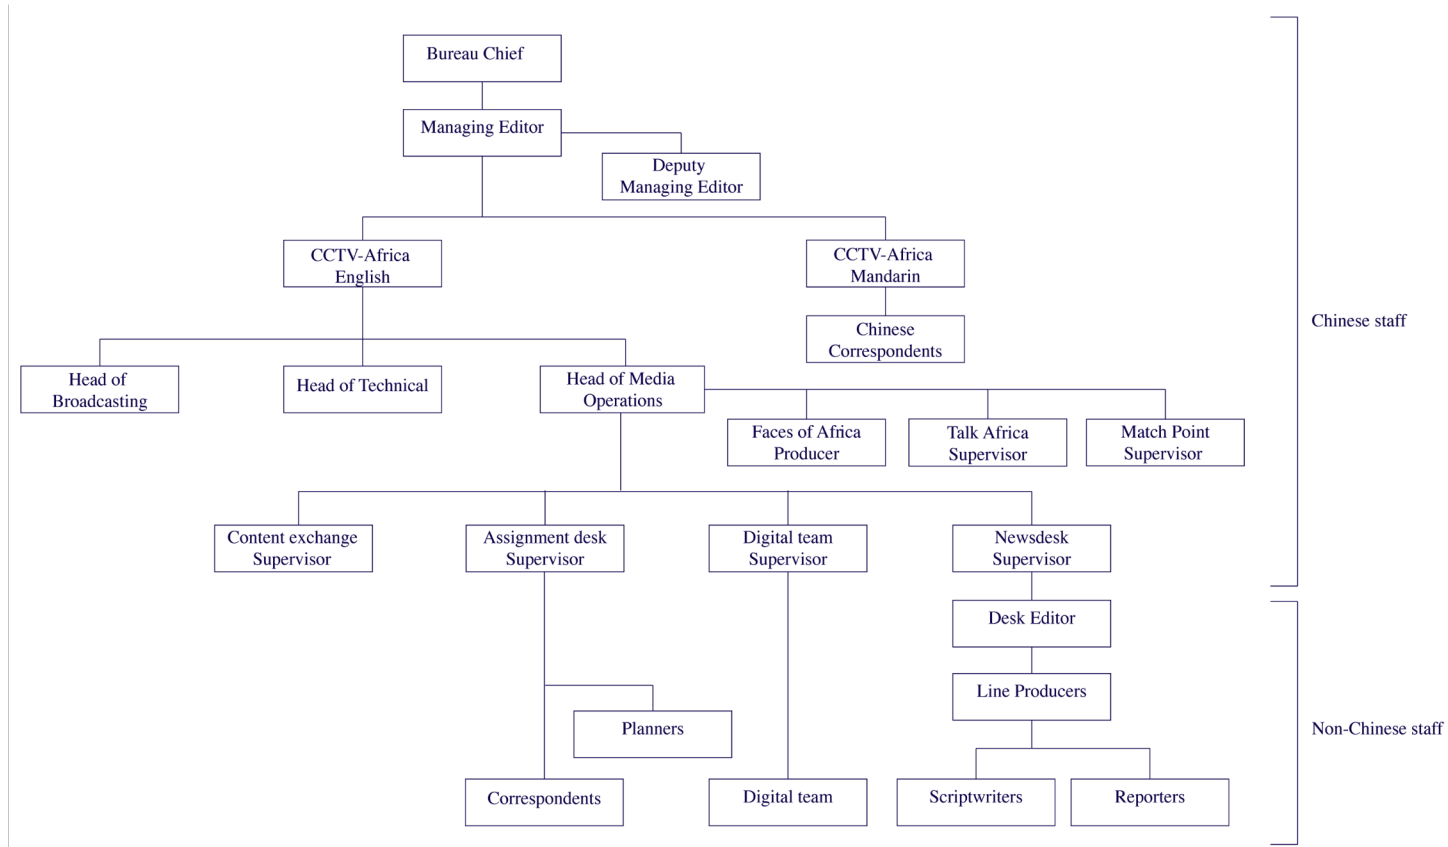 Bureau Chief
Managing Editor
Deputy
Managing Editor
CCTV-Africa
English
CCTV-Africa
Mandarin
Chinese
Correspondents
Chinese staff
Head of
Broadcasting
Head of Technical
Head of Media
Operations
Faces of Africa
Producer
Talk Africa
Supervisor
Match Point
Supervisor
Content exchange
Supervisor
Assignment desk
Supervisor
Digital team
Supervisor
Newsdesk
Supervisor
Desk Editor
Line Producers
Planners
Non-Chinese staff
Correspondents
Digital team
Scriptwriters
Reporters